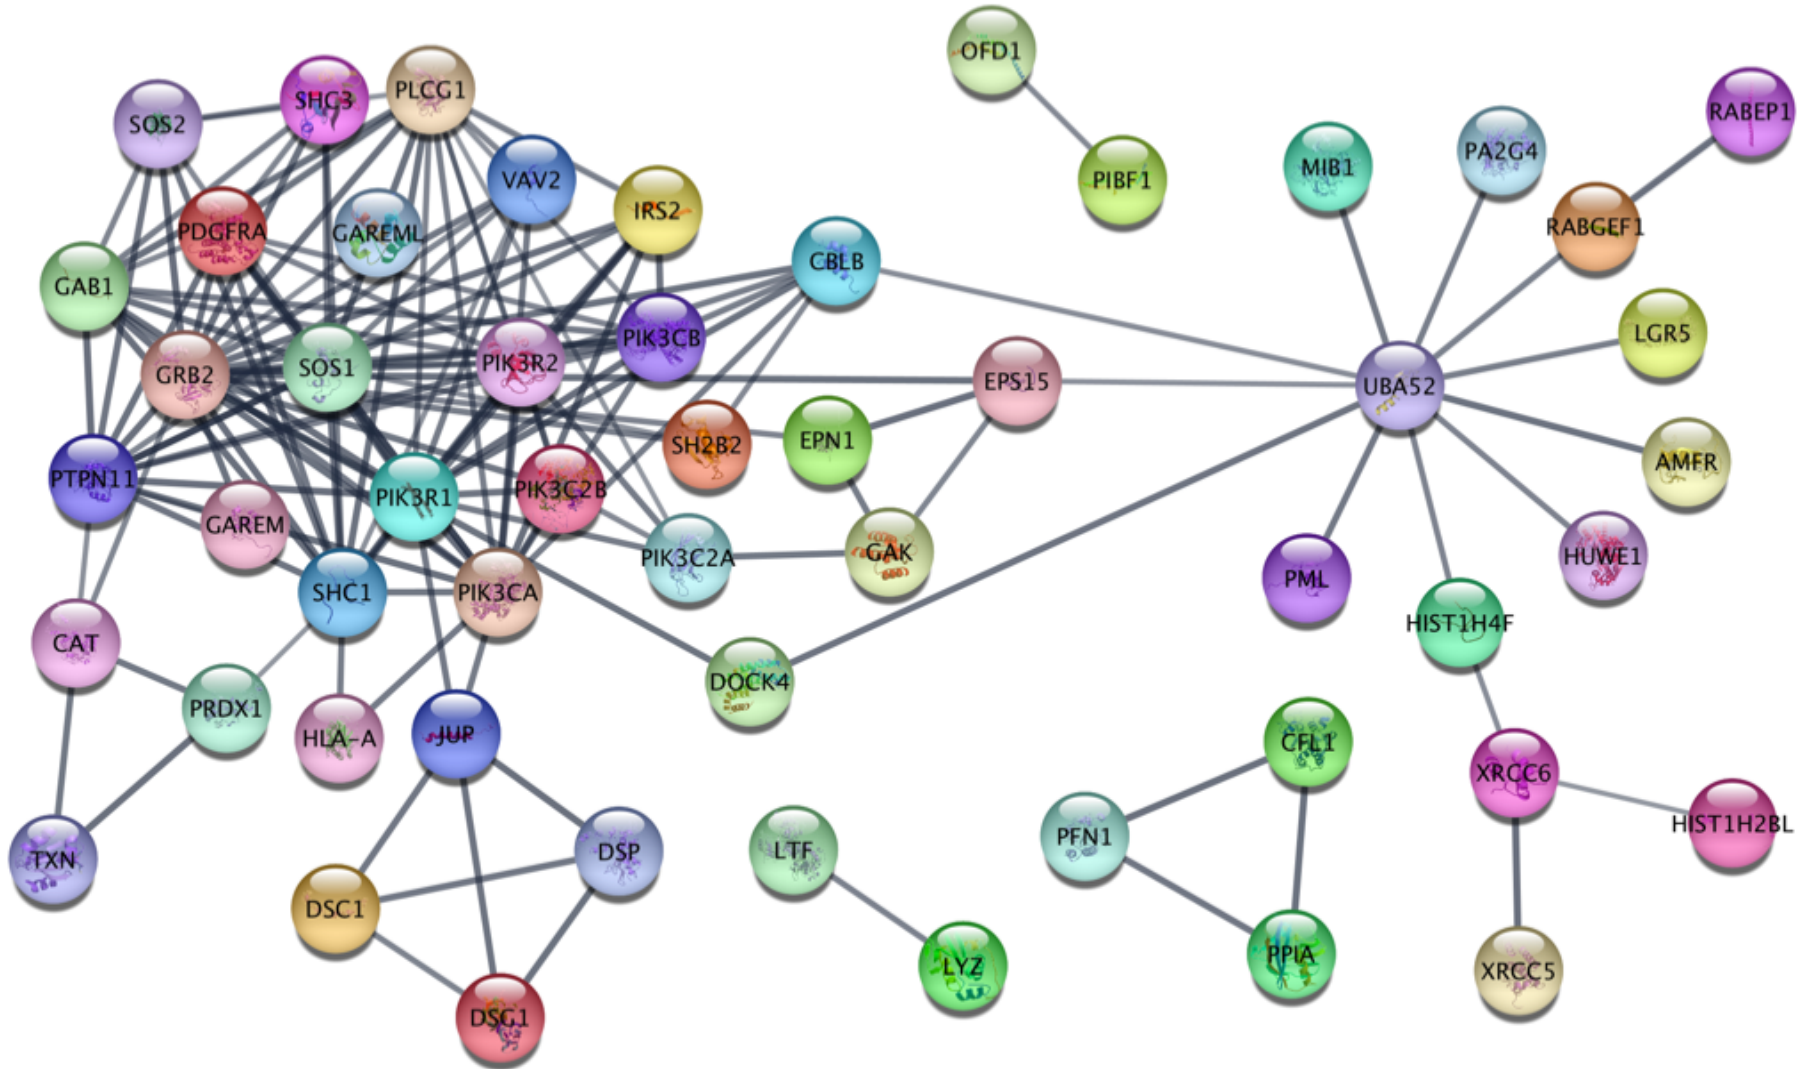 OFD1
SHC3
PLCG1
SOS2
RABEP1
PA2G4
MIB1
PIBF1
VAV2
IRS2
RABGEF1
PDGFRA
GAREML
CBLB
GAB1
LGR5
PIK3CB
PIK3R2
SOS1
GRB2
EPS15
UBA52
SH2B2
EPN1
AMFR
PTPN11
PIK3R1
PIK3C2B
GAREM
PIK3C2A
GAK
HUWE1
PML
SHC1
PIK3CA
HIST1H4F
CAT
DOCK4
PRDX1
HLA-A
JUP
CFL1
XRCC6
HIST1H2BL
PFN1
LTF
DSP
TXN
DSC1
PPIA
LYZ
XRCC5
DSG1